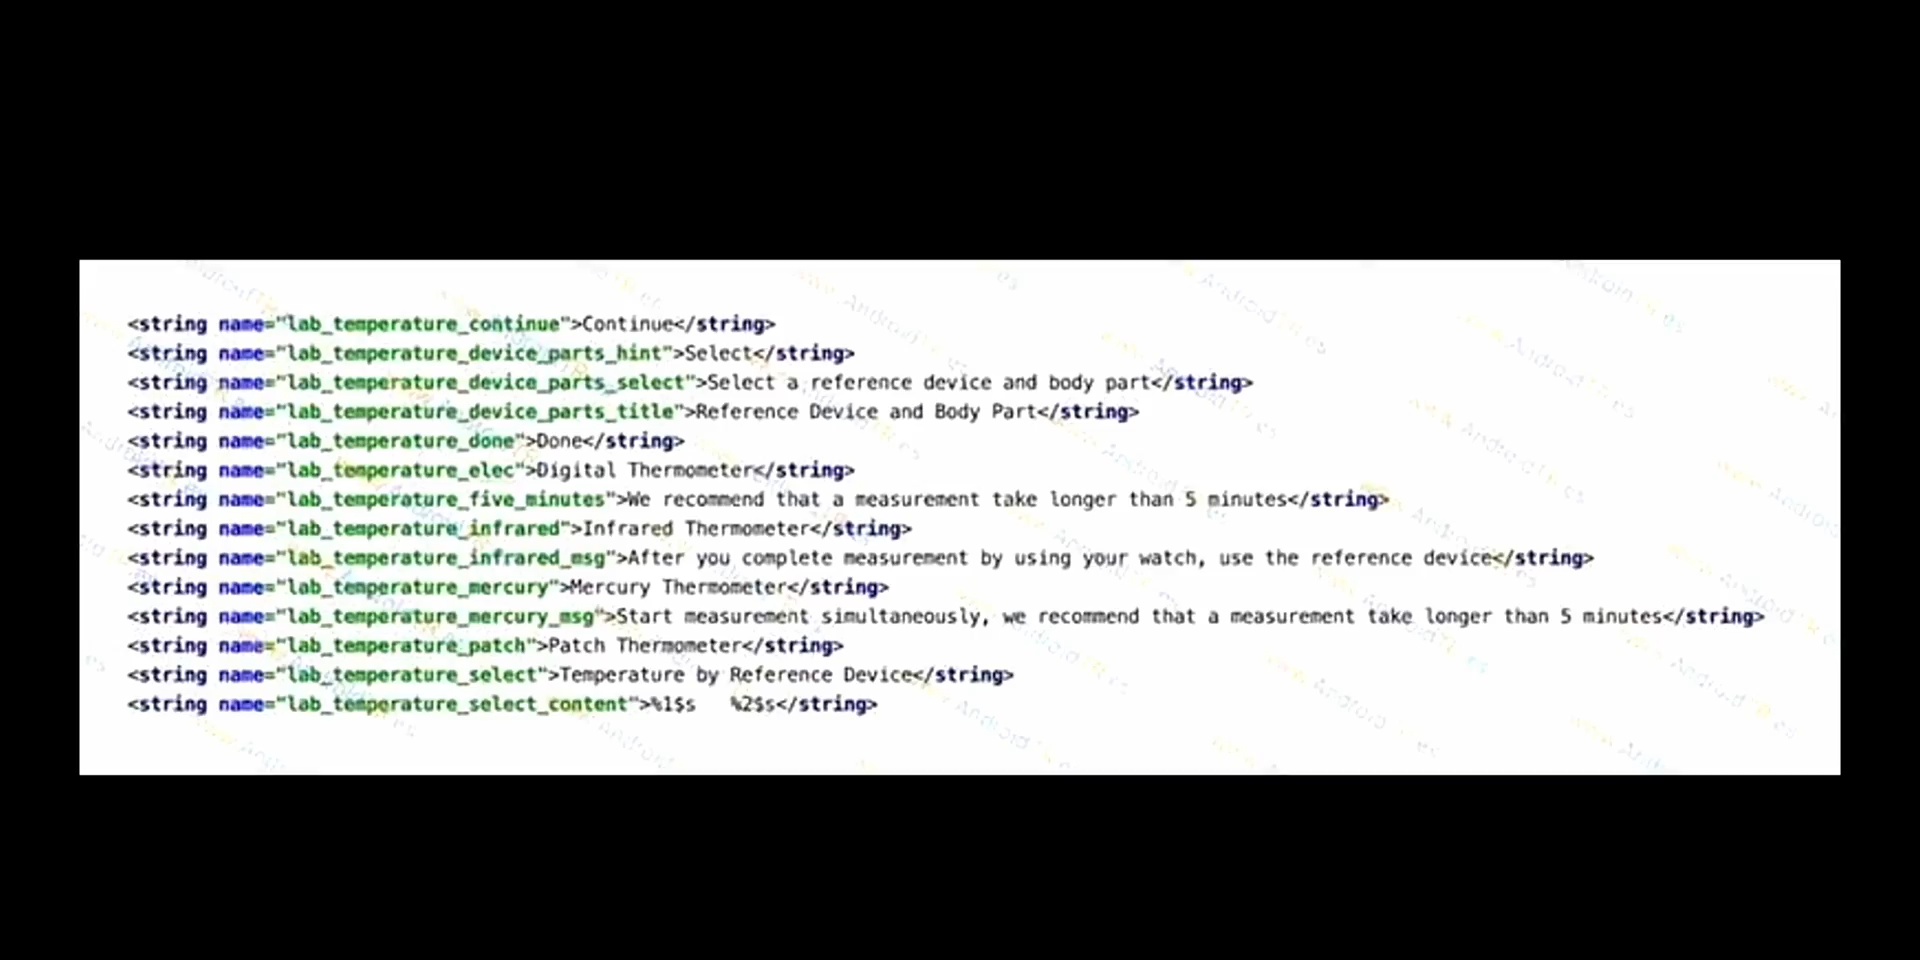 <string name="lab_temperature_continue">Continue</string>
<string name="lab_temperature_device_parts_hint">Select</string>
<string name="lab_temperature_device_parts_select">Select a reference device and body part</string>
<string name="lab_temperature_device_parts_title">Reference Device and Body Part</string>
<string name="lab_temperature_done">Done</string>
<string name="lab_temperature_elec">Digital Thermometer</string>
<string name="lab_temperature_five_minutes">We recommend that a measurement take longer than 5 minutes</string>
<string name="lab_temperature_infrared">Infrared Thermometer</string>
<string name="lab_temperature_infrared_msg">After you complete measurement by using your watch, use the reference device</string>
<string name="lab_temperature_mercury">Mercury Thermometer</string>
<string name="lab_temperature_mercury_msg">Start measurement simultaneously, we recommend that a measurement take longer than 5 minutes</string>
<string name="lab_temperature_patch">Patch Thermometer</string>
<string name="lab_temperature_select">Temperature by Reference Device</string>
<string name="lab_temperature_select_content">%1$s   %2$s</string>